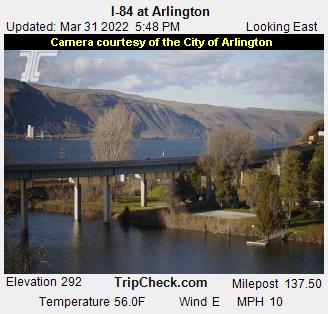 I-84 at Arlington
Updated: Mar 31 2022 5:48 PM Looking East
Camera courtesy of the City of Arlington
Elevation 292 TripCheck.com Milepost 137.50
Temperature 56.0F Wind E MPH 10